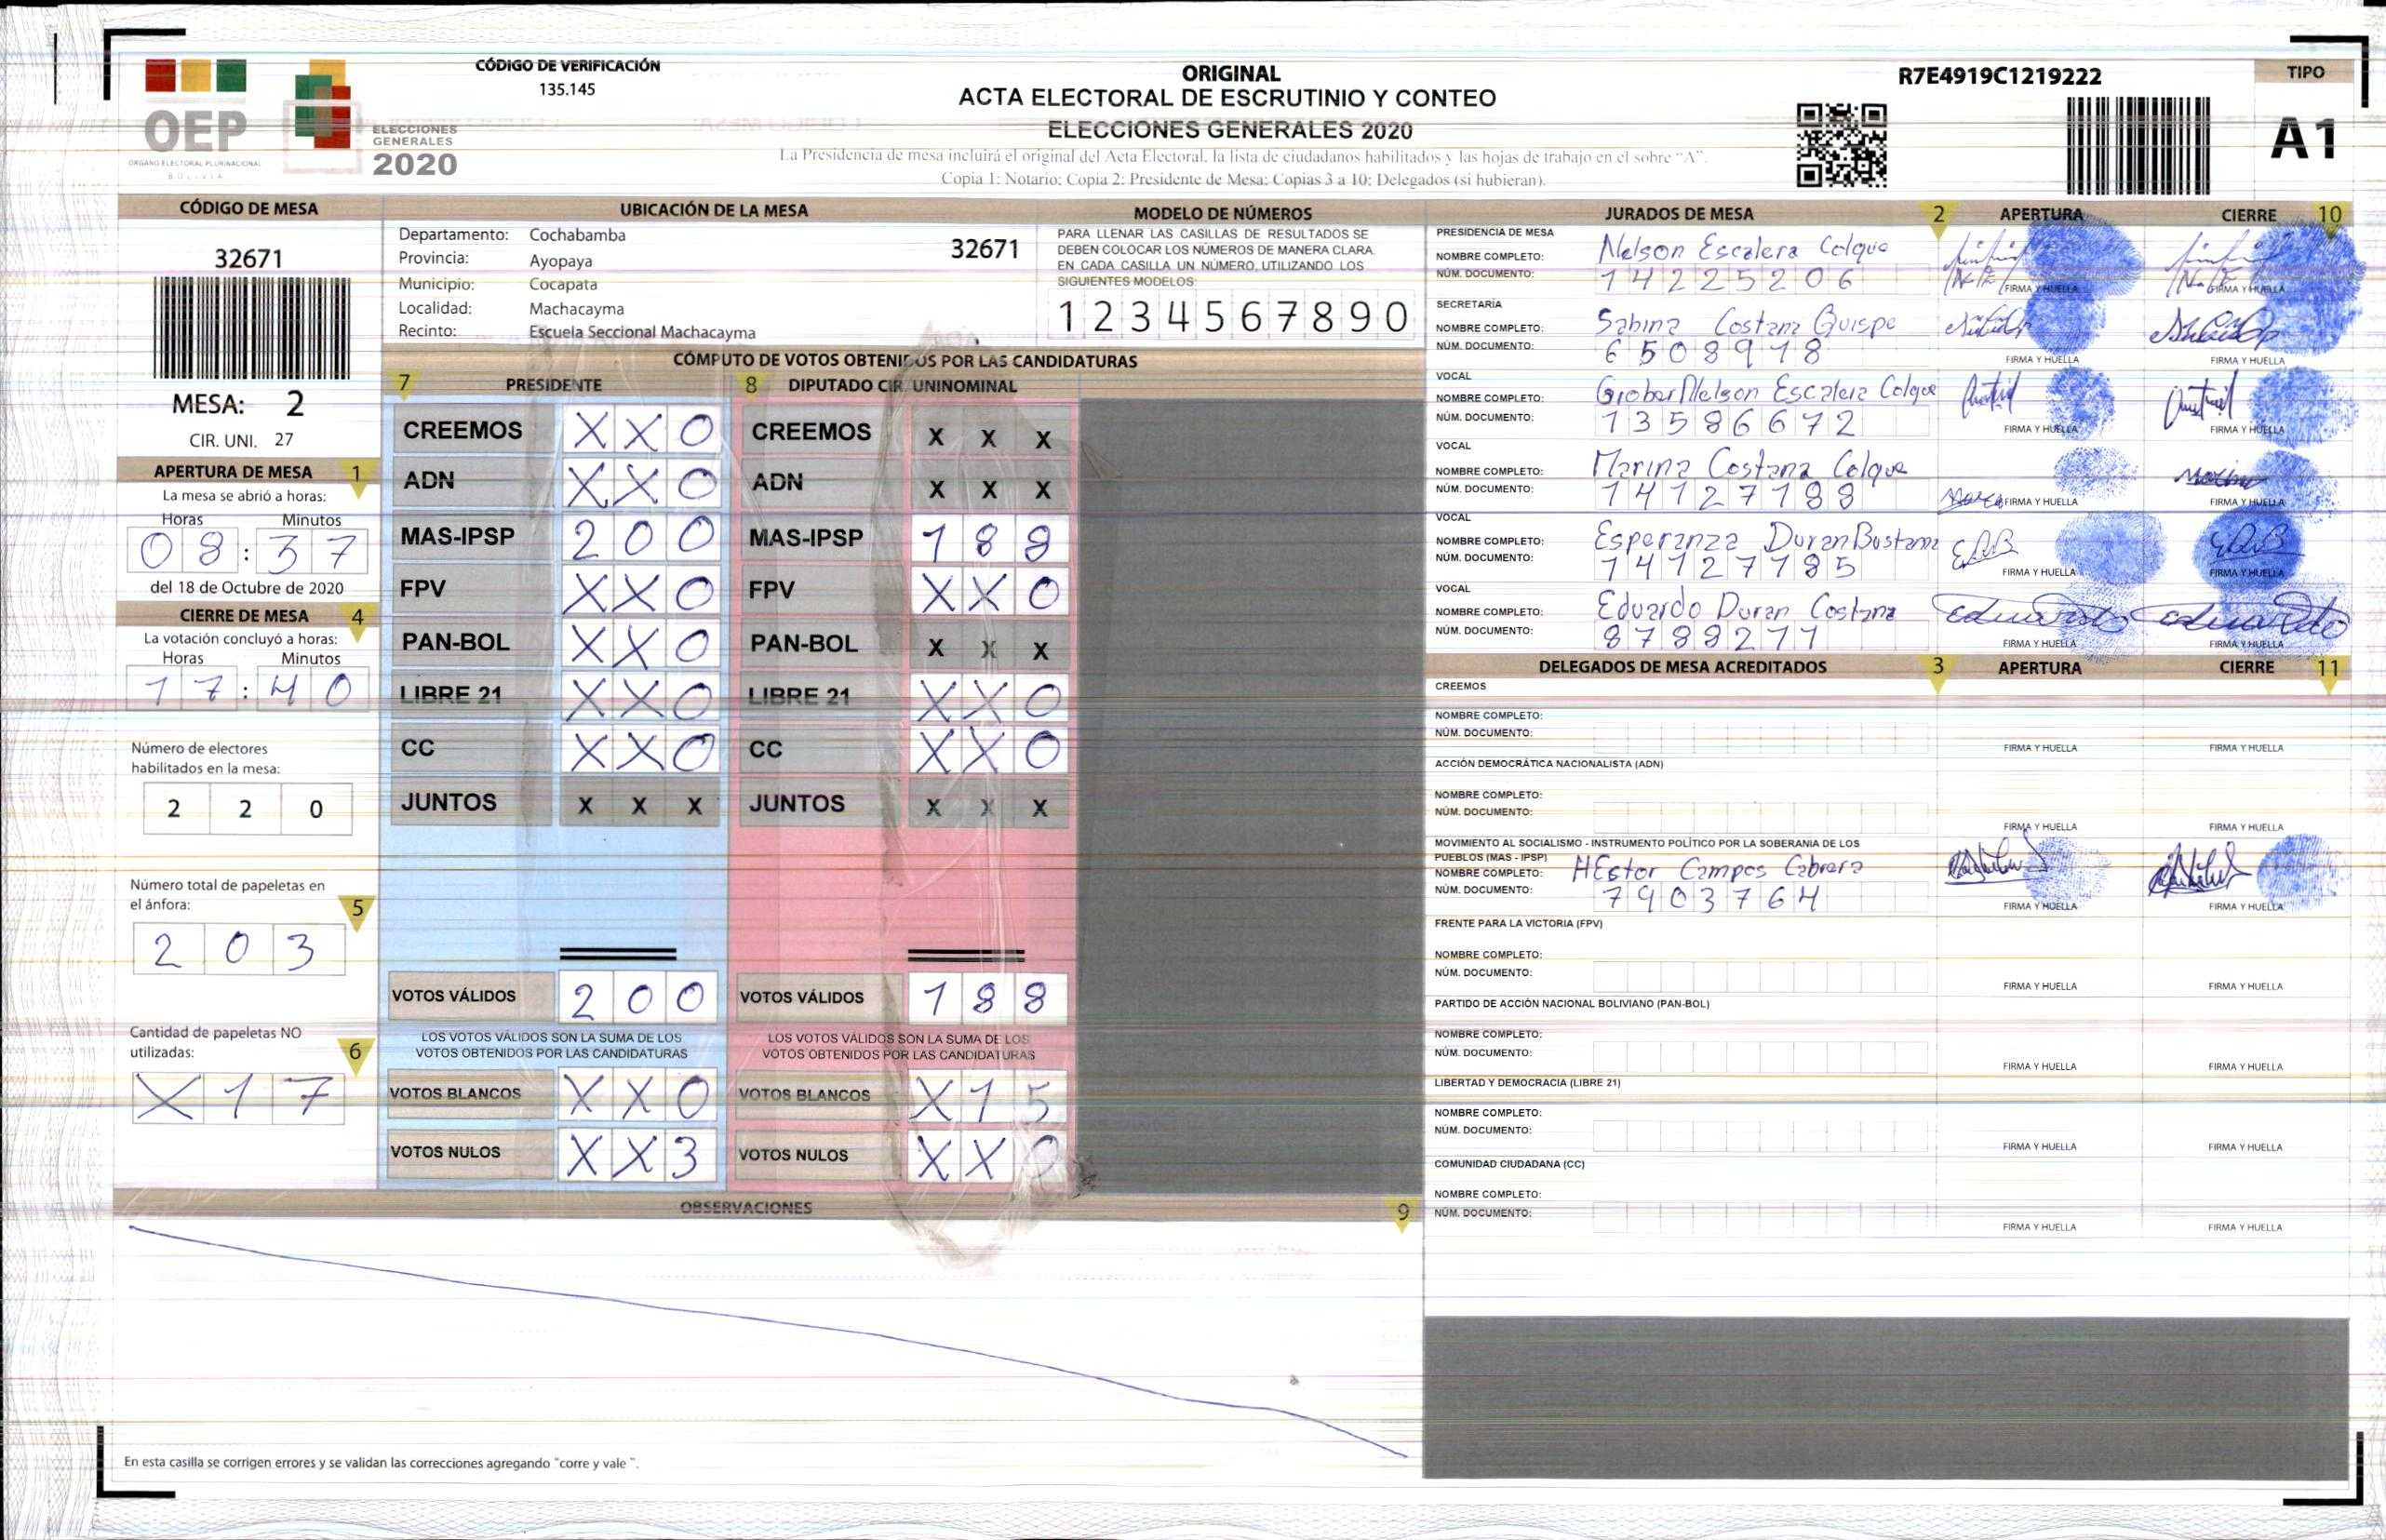 CÓDIGO DE VERIFICACIÓN
135.145
OEP
ÓRGANO ELECTORAL PLURINACIONAL
BOLIVIA
ELECCIONES
GENERALES
2020
ORIGINAL
ACTA ELECTORAL DE ESCRUTINIO Y CONTEO
ELECCIONES GENERALES 2020
La Presidencia de mesa incluirá el original del Acta Electoral, la lista de ciudadanos habilitados y las hojas de trabajo en el sobre "A".
Copia 1: Notario; Copia 2: Presidente de Mesa; Copias 3 a 10: Delegados (si hubieran).
R7E4919C1219222
TIPO
A1
CÓDIGO DE MESA
32671
MESA: 2
CIR. UNI. 27
APERTURA DE MESA 1
La mesa se abrió a horas:
Horas Minutos
08:37
del 18 de Octubre de 2020
CIERRE DE MESA 4
La votación concluyó a horas:
Horas Minutos
17:40
Número de electores
habilitados en la mesa:
2 2 0
Número total de papeletas en
el ánfora: 5
2 0 3
Cantidad de papeletas NO
utilizadas: 6
X 1 7
UBICACIÓN DE LA MESA
Departamento: Cochabamba
Provincia: Ayopaya
Municipio: Cocapata
Localidad: Machacayma
Recinto: Escuela Seccional Machacayma
32671
MODELO DE NÚMEROS
PARA LLENAR LAS CASILLAS DE RESULTADOS SE
DEBEN COLOCAR LOS NÚMEROS DE MANERA CLARA.
EN CADA CASILLA UN NÚMERO, UTILIZANDO LOS
SIGUIENTES MODELOS:
1 2 3 4 5 6 7 8 9 0
CÓMPUTO DE VOTOS OBTENIDOS POR LAS CANDIDATURAS
7 PRESIDENTE 8 DIPUTADO CIR. UNINOMINAL
CREEMOS X X 0 CREEMOS X X X
ADN X X 0 ADN X X X
MAS-IPSP 2 0 0 MAS-IPSP 1 8 8
FPV X X 0 FPV X X 0
PAN-BOL X X 0 PAN-BOL X X X
LIBRE 21 X X 0 LIBRE 21 X X 0
CC X X 0 CC X X 0
JUNTOS X X X JUNTOS X X X
VOTOS VÁLIDOS 2 0 0 VOTOS VÁLIDOS 1 8 8
LOS VOTOS VÁLIDOS SON LA SUMA DE LOS LOS VOTOS VÁLIDOS SON LA SUMA DE LOS
VOTOS OBTENIDOS POR LAS CANDIDATURAS VOTOS OBTENIDOS POR LAS CANDIDATURAS
VOTOS BLANCOS X X 0 VOTOS BLANCOS X 1 5
VOTOS NULOS X X 3 VOTOS NULOS X X 0
OBSERVACIONES 9
En esta casilla se corrigen errores y se validan las correcciones agregando "corre y vale ".
JURADOS DE MESA 2 APERTURA CIERRE 10
PRESIDENCIA DE MESA
NOMBRE COMPLETO: Nelson Escalera Colque
NÚM. DOCUMENTO: 14225206
FIRMA Y HUELLA FIRMA Y HUELLA
SECRETARÍA
NOMBRE COMPLETO: Sabina Costana Quispe
NÚM. DOCUMENTO: 6508918
FIRMA Y HUELLA FIRMA Y HUELLA
VOCAL
NOMBRE COMPLETO: Grober Nelson Escalera Colque
NÚM. DOCUMENTO: 13586672
FIRMA Y HUELLA FIRMA Y HUELLA
VOCAL
NOMBRE COMPLETO: Marina Costana Colque
NÚM. DOCUMENTO: 14127188
FIRMA Y HUELLA FIRMA Y HUELLA
VOCAL
NOMBRE COMPLETO: Esperanza Duran
NÚM. DOCUMENTO: 14127185
FIRMA Y HUELLA FIRMA Y HUELLA
VOCAL
NOMBRE COMPLETO: Eduardo Duran Costana
NÚM. DOCUMENTO: 8788271
FIRMA Y HUELLA FIRMA Y HUELLA
DELEGADOS DE MESA ACREDITADOS 3 APERTURA CIERRE 11
CREEMOS
NOMBRE COMPLETO:
NÚM. DOCUMENTO:
FIRMA Y HUELLA FIRMA Y HUELLA
ACCIÓN DEMOCRÁTICA NACIONALISTA (ADN)
NOMBRE COMPLETO:
NÚM. DOCUMENTO:
FIRMA Y HUELLA FIRMA Y HUELLA
MOVIMIENTO AL SOCIALISMO - INSTRUMENTO POLÍTICO POR LA SOBERANIA DE LOS
PUEBLOS (MAS - IPSP)
NOMBRE COMPLETO: HEstor Campos Cabrera
NÚM. DOCUMENTO: 7903764
FIRMA Y HUELLA FIRMA Y HUELLA
FRENTE PARA LA VICTORIA (FPV)
NOMBRE COMPLETO:
NÚM. DOCUMENTO:
FIRMA Y HUELLA FIRMA Y HUELLA
PARTIDO DE ACCIÓN NACIONAL BOLIVIANO (PAN-BOL)
NOMBRE COMPLETO:
NÚM. DOCUMENTO:
FIRMA Y HUELLA FIRMA Y HUELLA
LIBERTAD Y DEMOCRACIA (LIBRE 21)
NOMBRE COMPLETO:
NÚM. DOCUMENTO:
FIRMA Y HUELLA FIRMA Y HUELLA
COMUNIDAD CIUDADANA (CC)
NOMBRE COMPLETO:
NÚM. DOCUMENTO:
FIRMA Y HUELLA FIRMA Y HUELLA